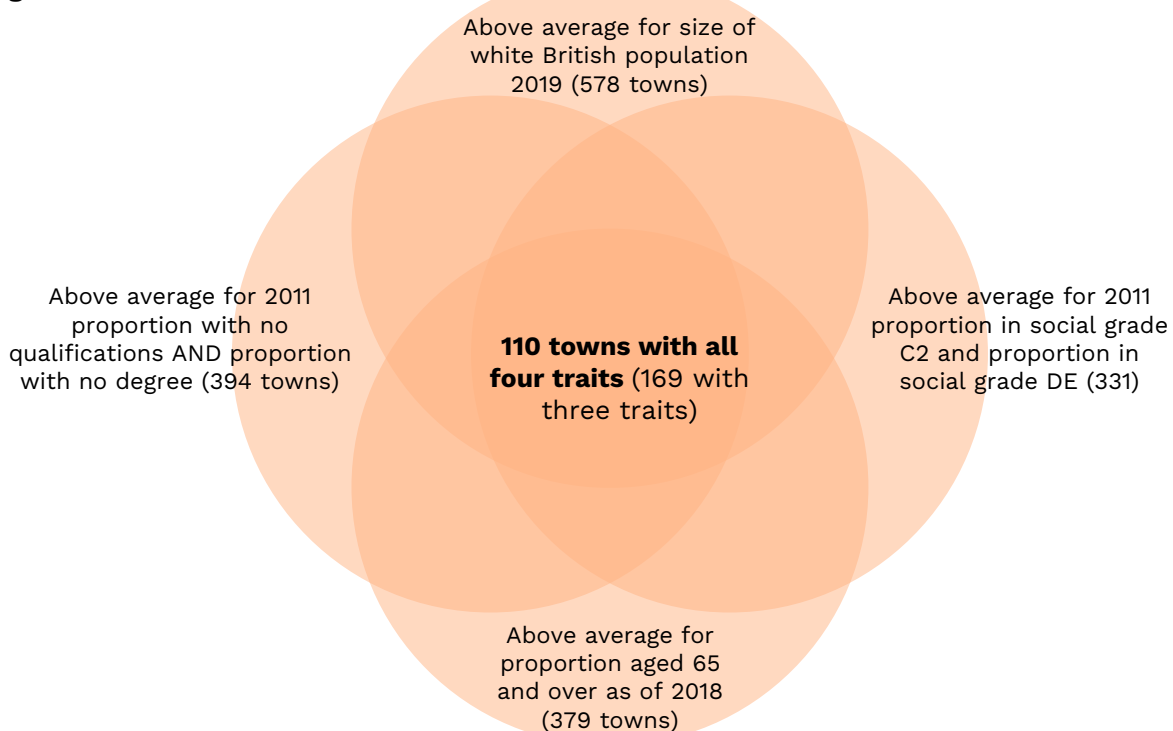 Above average for size of
white British population
2019 (578 towns)
Above average for 2011
proportion with no
qualifications AND proportion
with no degree (394 towns)
110 towns with all
four traits (169 with
three traits)
Above average for 2011
proportion in social grade
C2 and proportion in
social grade DE (331)
Above average for
proportion aged 65
and over as of 2018
(379 towns)